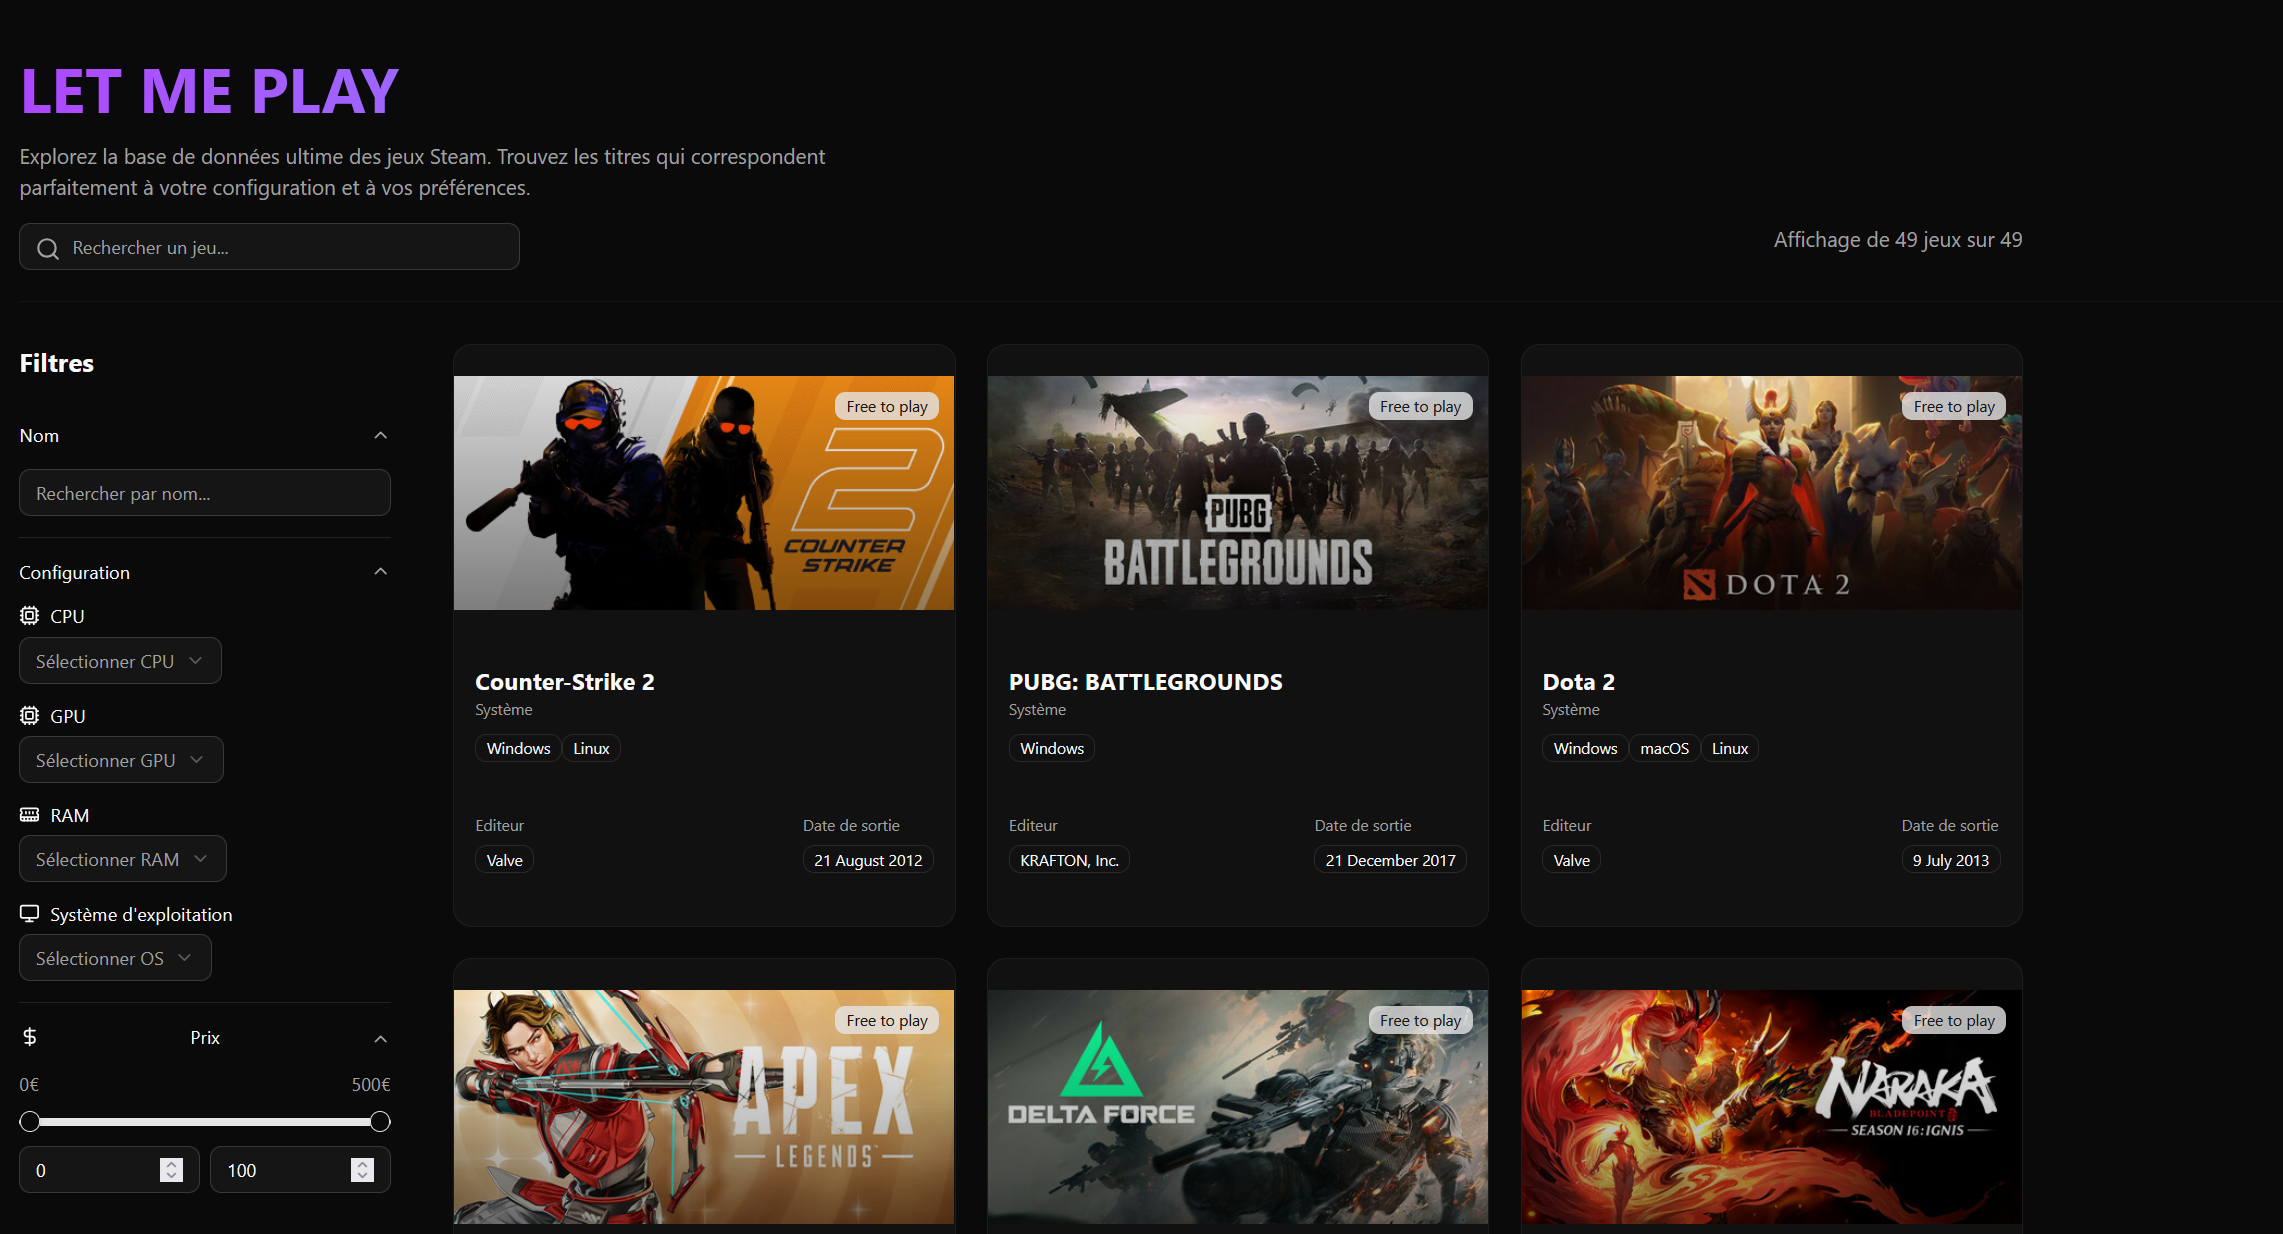 LET ME PLAY
Explorez la base de données ultime des jeux Steam. Trouvez les titres qui correspondent
parfaitement à votre configuration et à vos préférences.
Rechercher un jeu...
Affichage de 49 jeux sur 49
Filtres
Nom
Rechercher par nom...
Configuration
CPU
Sélectionner CPU
GPU
Sélectionner GPU
RAM
Sélectionner RAM
Système d'exploitation
Sélectionner OS
Prix
0€
500€
0
100
Free to play
2
COUNTER
STRIKE
Counter-Strike 2
Système
Windows
Linux
Editeur
Date de sortie
Valve
21 August 2012
Free to play
PUBG
BATTLEGROUNDS
PUBG: BATTLEGROUNDS
Système
Windows
Editeur
Date de sortie
KRAFTON, Inc.
21 December 2017
Free to play
DOTA 2
Dota 2
Système
Windows
macOS
Linux
Editeur
Date de sortie
Valve
9 July 2013
Free to play
APEX
LEGENDS
Free to play
DELTA FORCE
Free to play
NARAKA
BLADEPOINT
SEASON 16:IGNIS